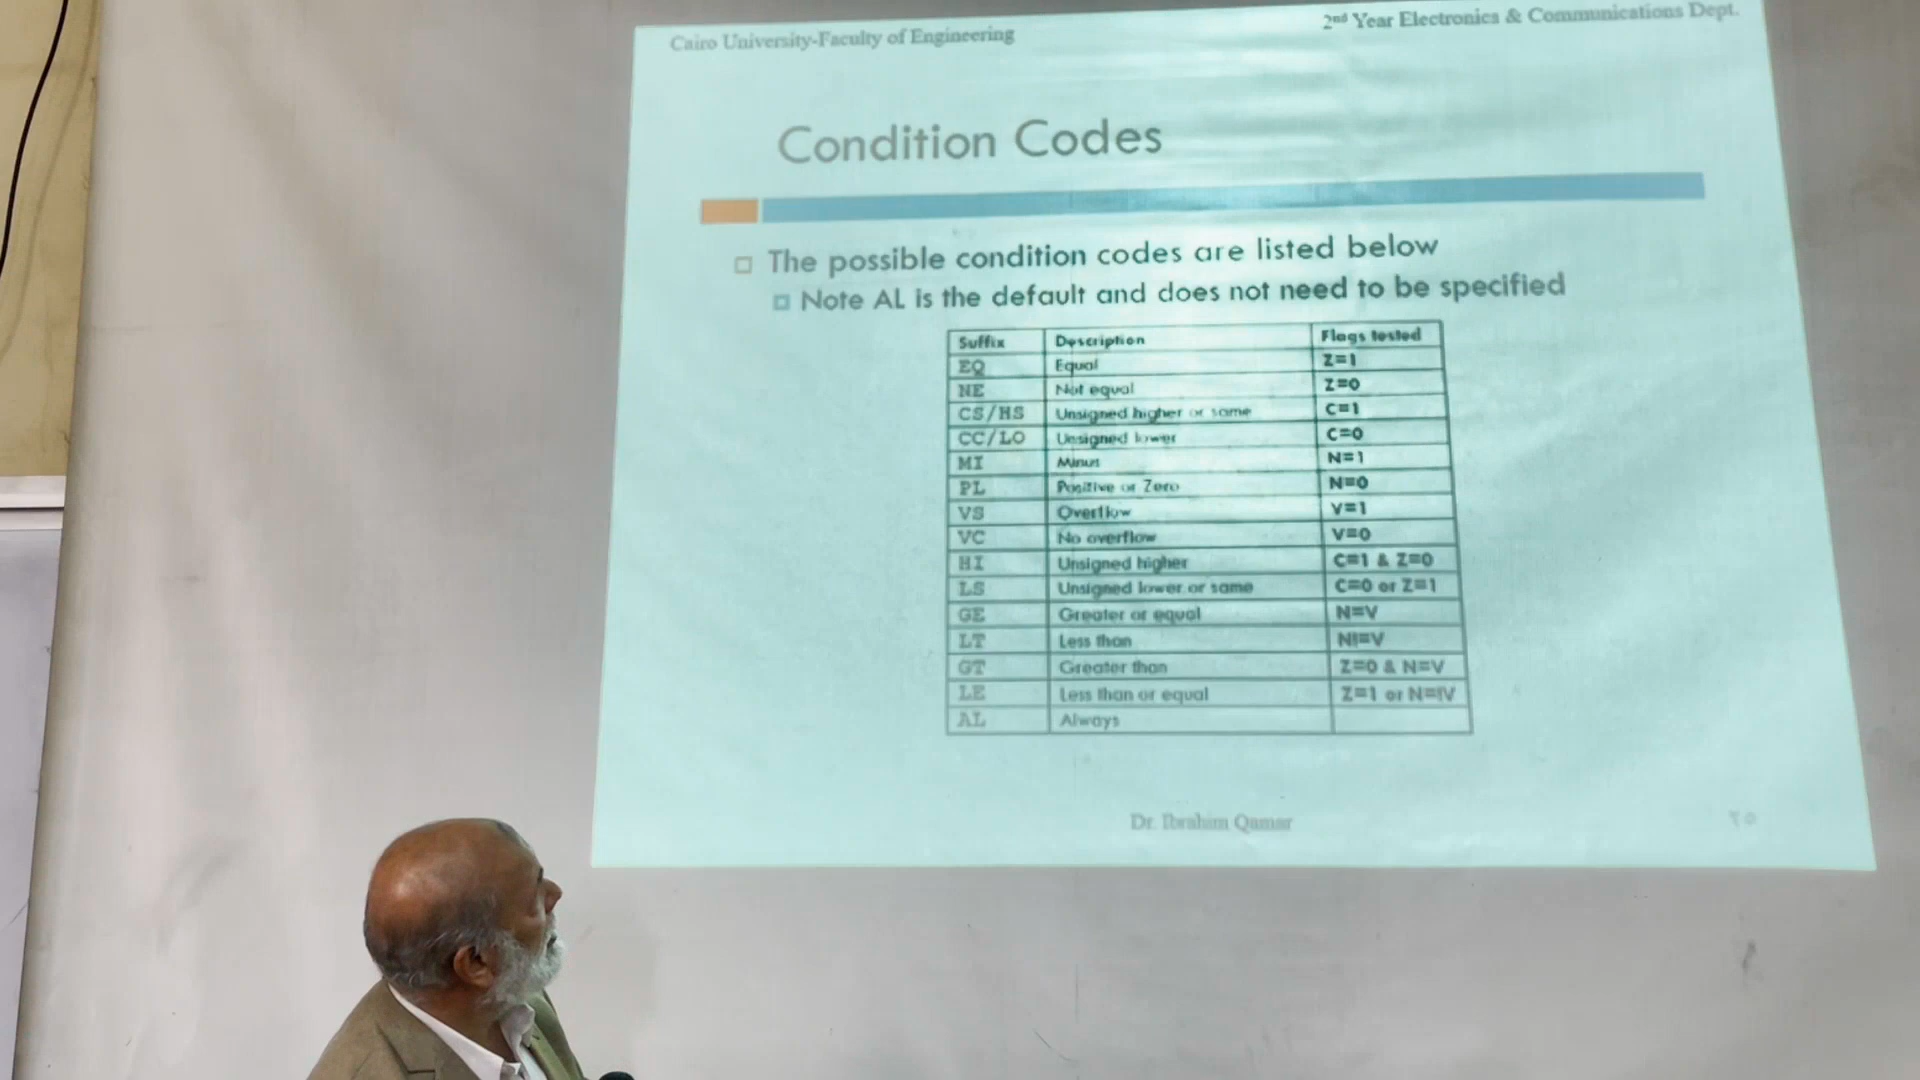 Cairo University-Faculty of Engineering
2nd Year Electronics & Communications Dept.
Condition Codes
The possible condition codes are listed below
Note AL is the default and does not need to be specified
Suffix Description Flags tested
EQ Equal Z=1
NE Not equal Z=0
CS/HS Unsigned higher or same C=1
CC/LO Unsigned lower C=0
MI Minus N=1
PL Positive or Zero N=0
VS Overflow V=1
VC No overflow V=0
HI Unsigned higher C=1 & Z=0
LS Unsigned lower or same C=0 or Z=1
GE Greater or equal N=V
LT Less than N!=V
GT Greater than Z=0 & N=V
LE Less than or equal Z=1 or N=!V
AL Always
Dr. Ibrahim Qamar
٢٥